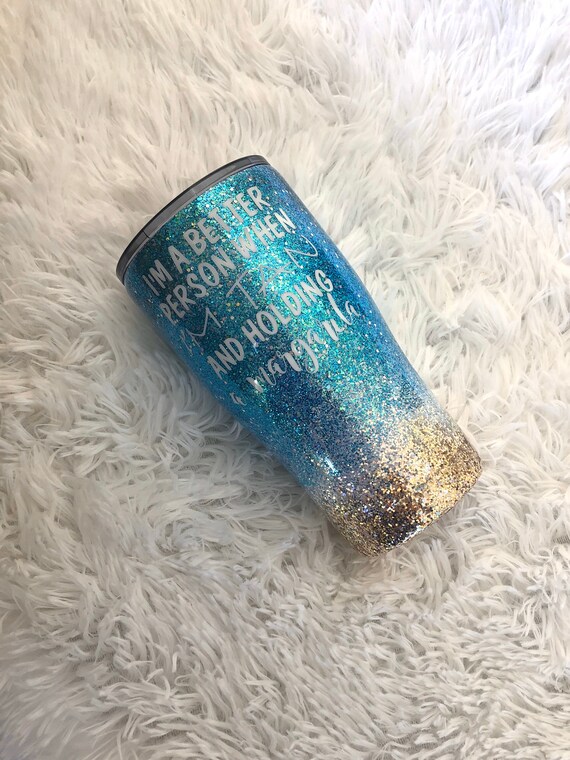 I'M A BETTER
PERSON WHEN
I'M TAN
AND HOLDING
a margarita